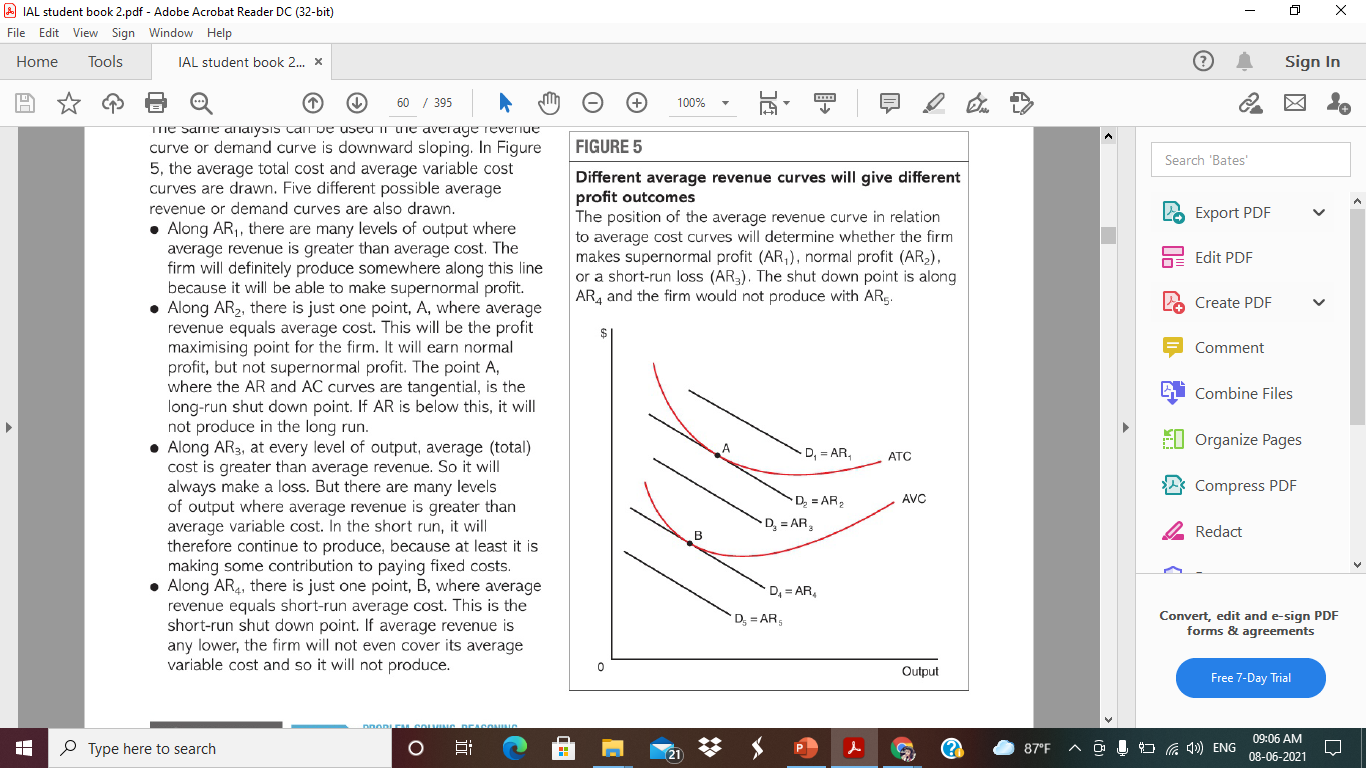 IAL student book 2.pdf - Adobe Acrobat Reader DC (32-bit)
File Edit View Sign Window Help
Home Tools IAL student book 2... × Sign In
60 / 395 100%
The same analysis can be used if the average revenue
curve or demand curve is downward sloping. In Figure
5, the average total cost and average variable cost
curves are drawn. Five different possible average
revenue or demand curves are also drawn.
● Along AR₁, there are many levels of output where
average revenue is greater than average cost. The
firm will definitely produce somewhere along this line
because it will be able to make supernormal profit.
● Along AR₂, there is just one point, A, where average
revenue equals average cost. This will be the profit
maximising point for the firm. It will earn normal
profit, but not supernormal profit. The point A,
where the AR and AC curves are tangential, is the
long-run shut down point. If AR is below this, it will
not produce in the long run.
● Along AR₃, at every level of output, average (total)
cost is greater than average revenue. So it will
always make a loss. But there are many levels
of output where average revenue is greater than
average variable cost. In the short run, it will
therefore continue to produce, because at least it is
making some contribution to paying fixed costs.
● Along AR₄, there is just one point, B, where average
revenue equals short-run average cost. This is the
short-run shut down point. If average revenue is
any lower, the firm will not even cover its average
variable cost and so it will not produce.
FIGURE 5
Different average revenue curves will give different
profit outcomes
The position of the average revenue curve in relation
to average cost curves will determine whether the firm
makes supernormal profit (AR₁), normal profit (AR₂),
or a short-run loss (AR₃). The shut down point is along
AR₄ and the firm would not produce with AR₅.
$
A
D₁ = AR₁
ATC
D₂ = AR₂
AVC
D₃ = AR₃
B
D₄ = AR₄
D₅ = AR₅
0
Output
PROBLEM SOLVING, REASONING
Search 'Bates'
Export PDF
Edit PDF
Create PDF
Comment
Combine Files
Organize Pages
Compress PDF
Redact
Convert, edit and e-sign PDF
forms & agreements
Free 7-Day Trial
Type here to search
21
87°F
ENG
09:06 AM
08-06-2021